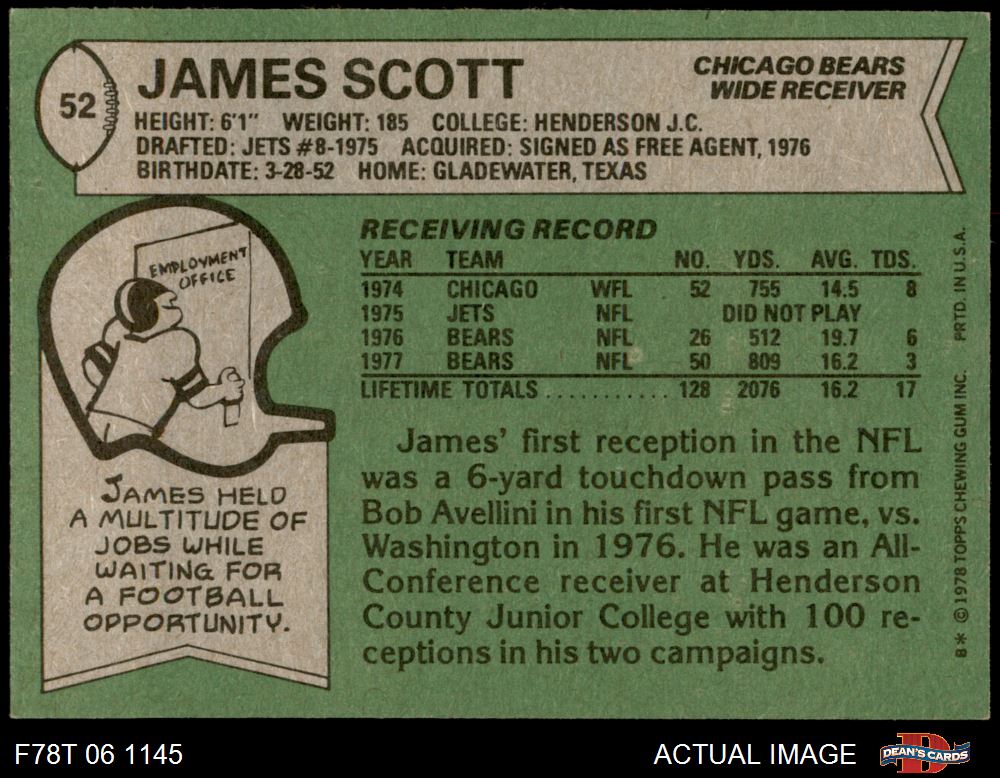 52
JAMES SCOTT
CHICAGO BEARS
WIDE RECEIVER
HEIGHT: 6'1" WEIGHT: 185 COLLEGE: HENDERSON J.C.
DRAFTED: JETS #8-1975 ACQUIRED: SIGNED AS FREE AGENT, 1976
BIRTHDATE: 3-28-52 HOME: GLADEWATER, TEXAS
EMPLOYMENT
OFFICE
JAMES HELD
A MULTITUDE OF
JOBS WHILE
WAITING FOR
A FOOTBALL
OPPORTUNITY.
RECEIVING RECORD
YEAR TEAM NO. YDS. AVG. TDS.
1974 CHICAGO WFL 52 755 14.5 8
1975 JETS NFL DID NOT PLAY
1976 BEARS NFL 26 512 19.7 6
1977 BEARS NFL 50 809 16.2 3
LIFETIME TOTALS ........... 128 2076 16.2 17
James' first reception in the NFL
was a 6-yard touchdown pass from
Bob Avellini in his first NFL game, vs.
Washington in 1976. He was an All-
Conference receiver at Henderson
County Junior College with 100 re-
ceptions in his two campaigns.
8* © 1978 TOPPS CHEWING GUM INC. PRTD. IN U.S.A.
F78T 06 1145
ACTUAL IMAGE
D
DEAN'S CARDS